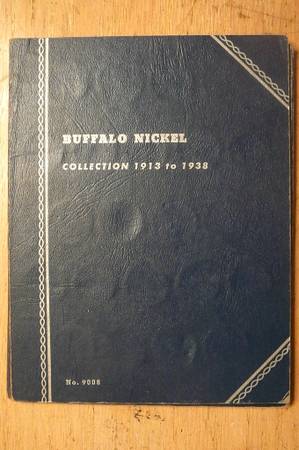 BUFFALO NICKEL
COLLECTION 1913 to 1938
No. 9008